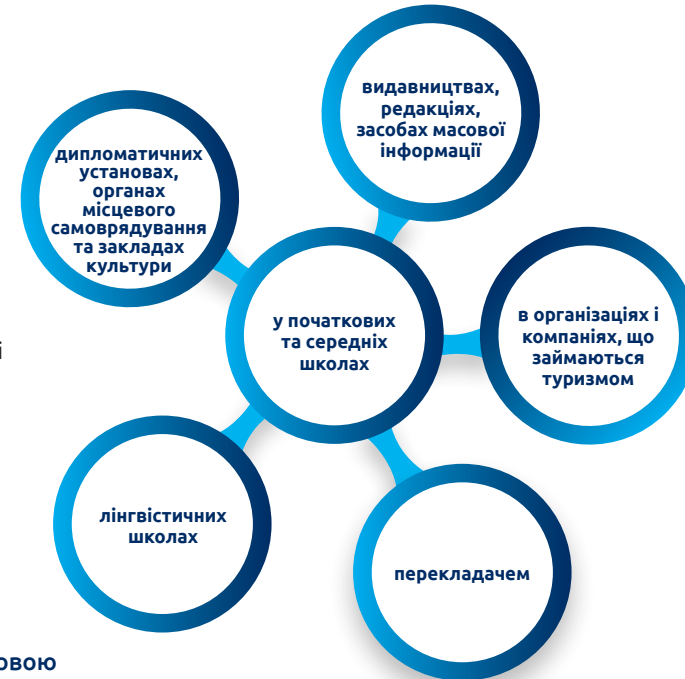 видавництвах,
редакціях,
засобах масової
інформації
дипломатичних
установах,
органах
місцевого
самоврядування
та закладах
культури
у початкових
та середніх
школах
в організаціях і
компаніях, що
займаються
туризмом
і
лінгвістичних
школах
перекладачем
овою